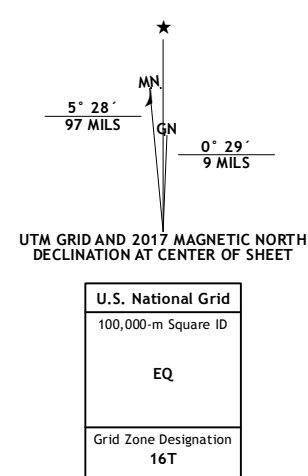 ★
MN.
5° 28´
97 MILS
GN
0° 29´
9 MILS
UTM GRID AND 2017 MAGNETIC NORTH
DECLINATION AT CENTER OF SHEET
U.S. National Grid
100,000-m Square ID
EQ
Grid Zone Designation
16T